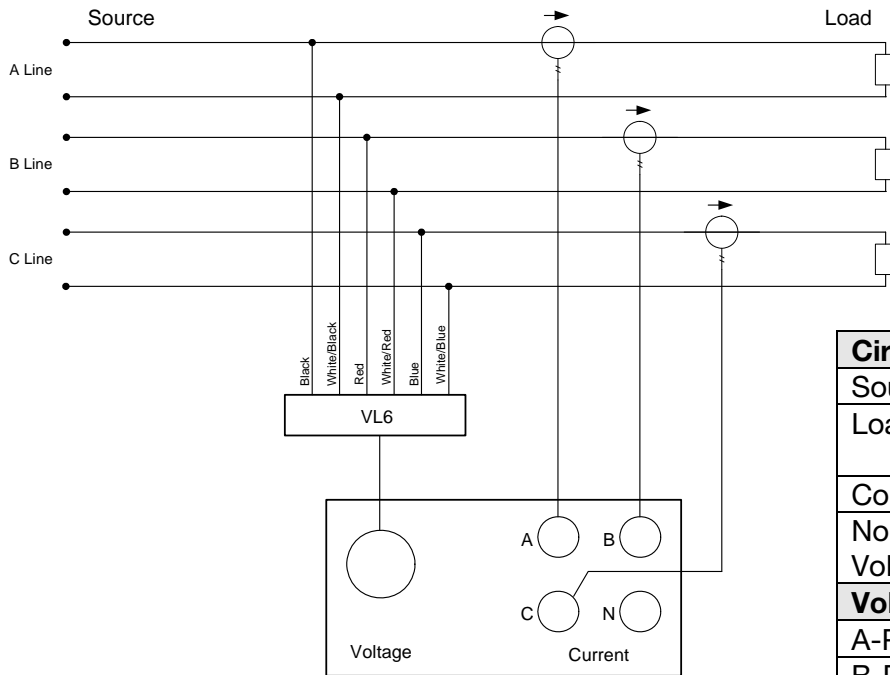 Source
Load
A Line
B Line
C Line
Black
White/Black
Red
White/Red
Blue
White/Blue
VL6
A
B
C
N
Voltage
Current